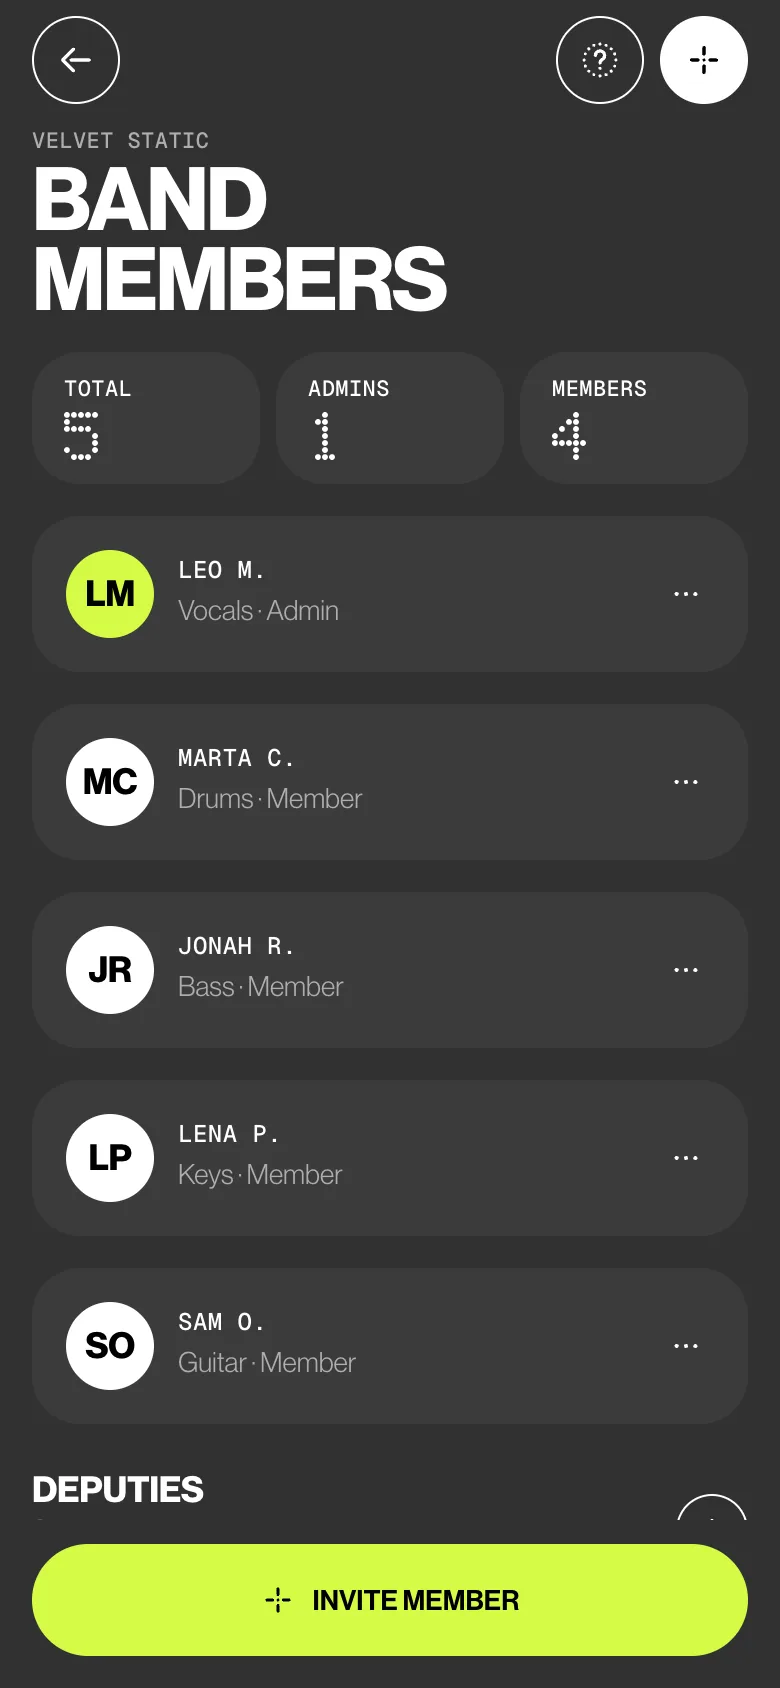 VELVET STATIC
BAND
MEMBERS
TOTAL
5
ADMINS
1
MEMBERS
4
LM
LEO M.
Vocals · Admin
MC
MARTA C.
Drums · Member
JR
JONAH R.
Bass · Member
LP
LENA P.
Keys · Member
SO
SAM O.
Guitar · Member
DEPUTIES
INVITE MEMBER